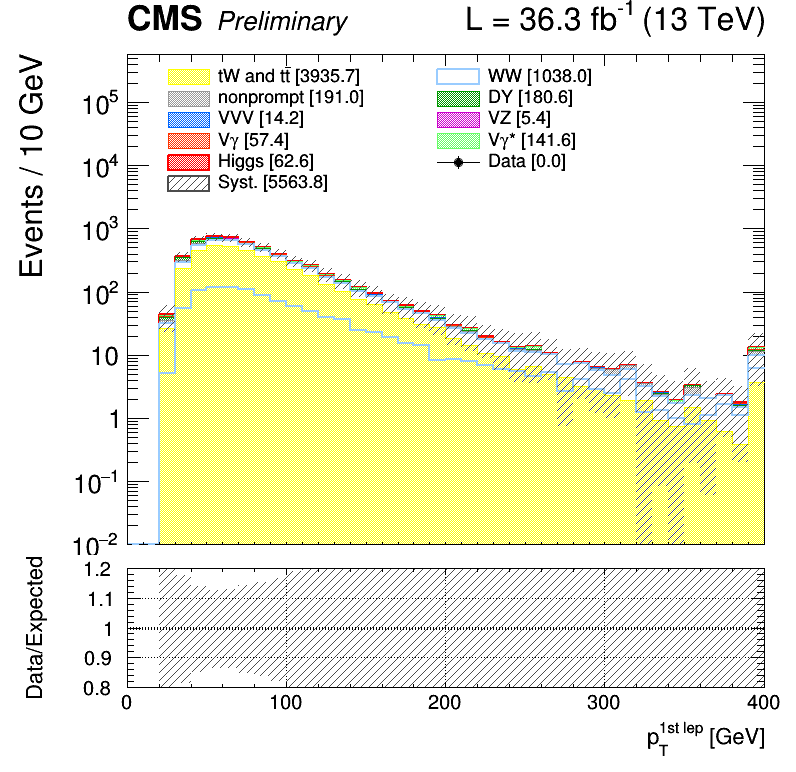 CMS Preliminary L = 36.3 fb⁻¹ (13 TeV)
Events / 10 GeV
tW and tt̄ [3935.7] WW [1038.0]
nonprompt [191.0] DY [180.6]
VVV [14.2] VZ [5.4]
Vγ [57.4] Vγ* [141.6]
Higgs [62.6] Data [0.0]
Syst. [5563.8]
10⁵
10⁴
10³
10²
10
1
10⁻¹
10⁻²
Data/Expected
1.2
1.1
1
0.9
0.8
0 100 200 300 400
p_T^{1st lep} [GeV]